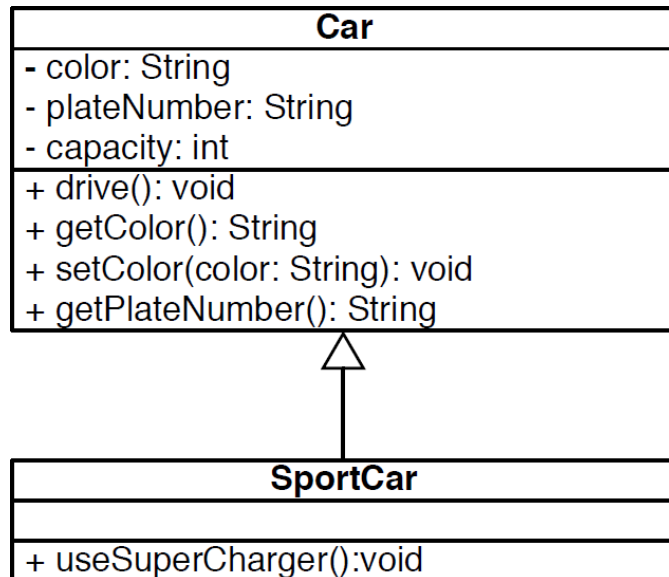 Car
- color: String
- plateNumber: String
- capacity: int
+ drive(): void
+ getColor(): String
+ setColor(color: String): void
+ getPlateNumber(): String
SportCar
+ useSuperCharger():void